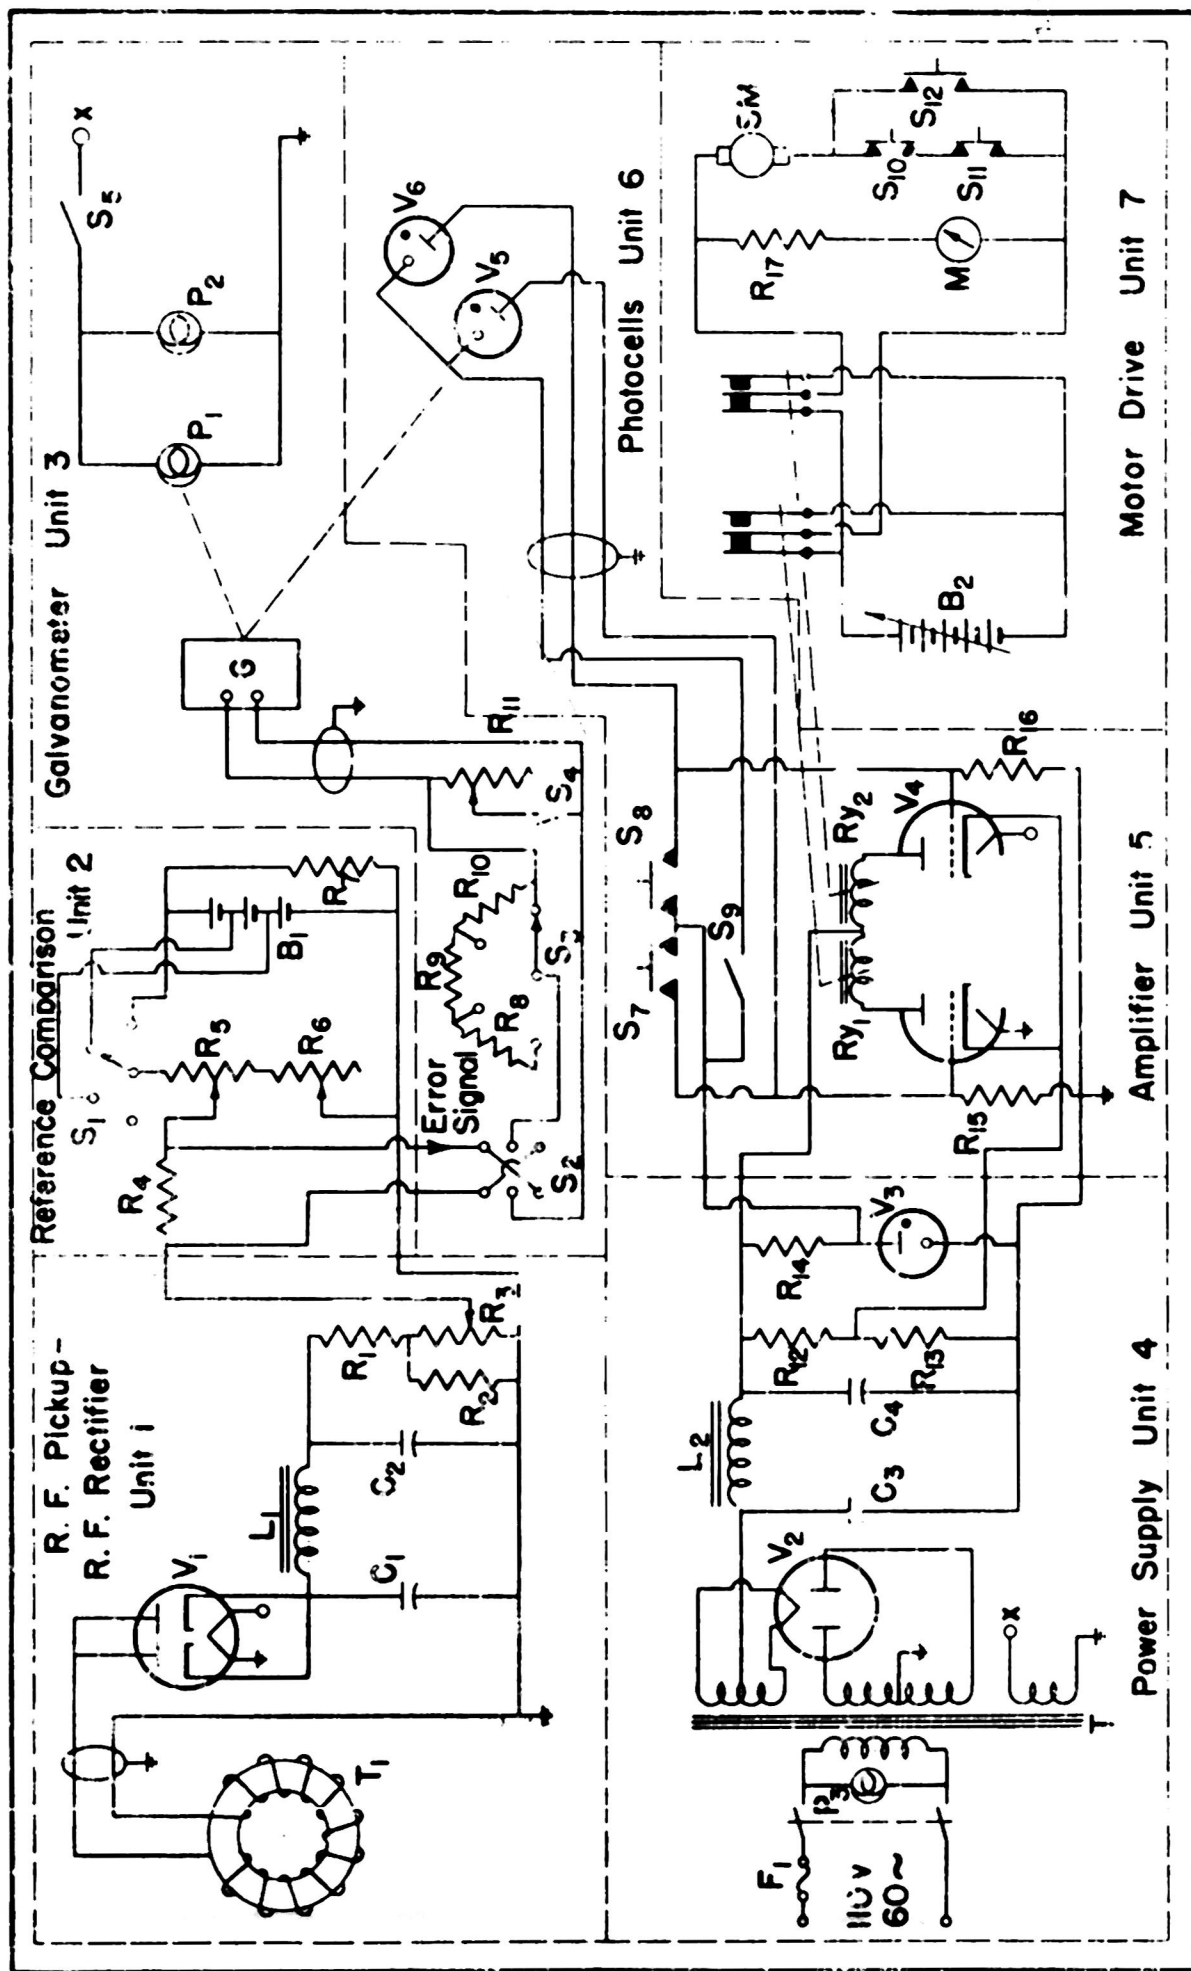 R. F. Pickup-
R. F. Rectifier
Unit 1
T1
V1
L1
C1
C2
R1
R2
R3
Reference Comparison
Unit 2
S1
R4
R5
R6
R7
B1
Error
Signal
S2
R8
R9
R10
Galvanometer Unit 3
G
R11
S4
P1
P2
S5
X
Power Supply Unit 4
F1
110 V
60~
P3
T
X
V2
L2
C3
C4
R12
R13
R14
V3
Amplifier Unit 5
S7
S8
S9
Ry1
Ry2
V4
R15
R16
Photocells Unit 6
V5
V6
Motor Drive Unit 7
B2
R17
M
SM
S10
S11
S12